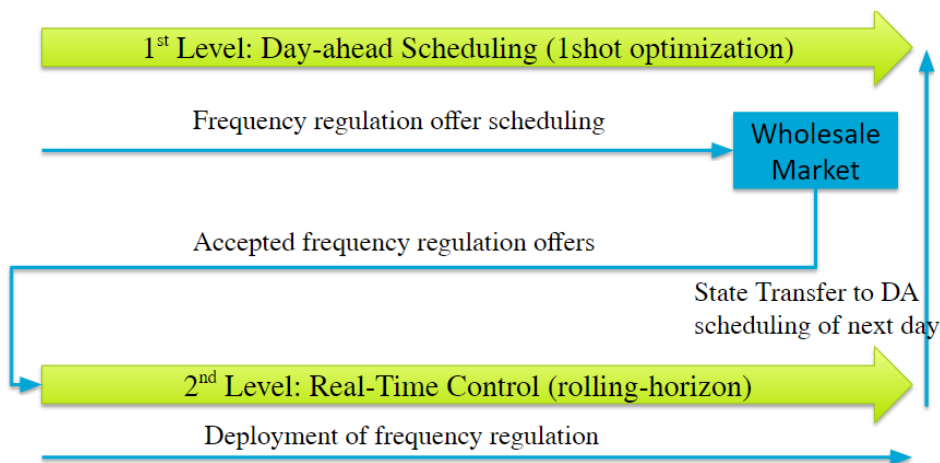 1st Level: Day-ahead Scheduling (1shot optimization)
Frequency regulation offer scheduling
Wholesale
Market
Accepted frequency regulation offers
State Transfer to DA
scheduling of next day
2nd Level: Real-Time Control (rolling-horizon)
Deployment of frequency regulation